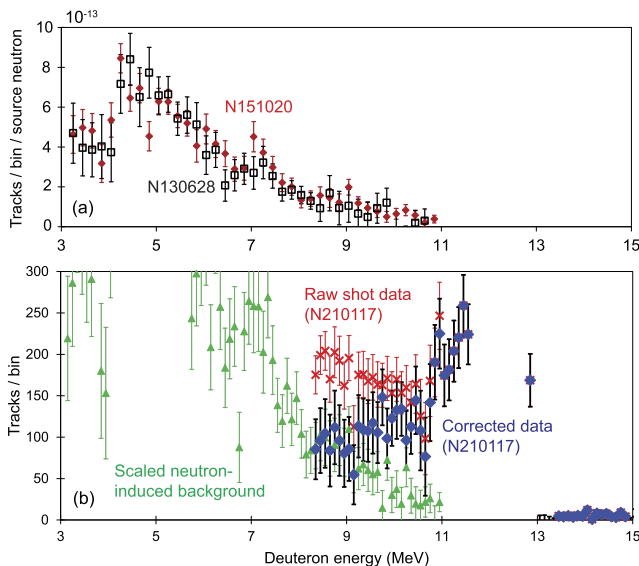 10-13
10
8
6
4
2
0
Tracks / bin / source neutron
N151020
N130628
(a)
3 5 7 9 11 13 15
300
250
200
150
100
50
0
Tracks / bin
Raw shot data
(N210117)
Corrected data
(N210117)
Scaled neutron-
induced background
(b)
3 5 7 9 11 13 15
Deuteron energy (MeV)